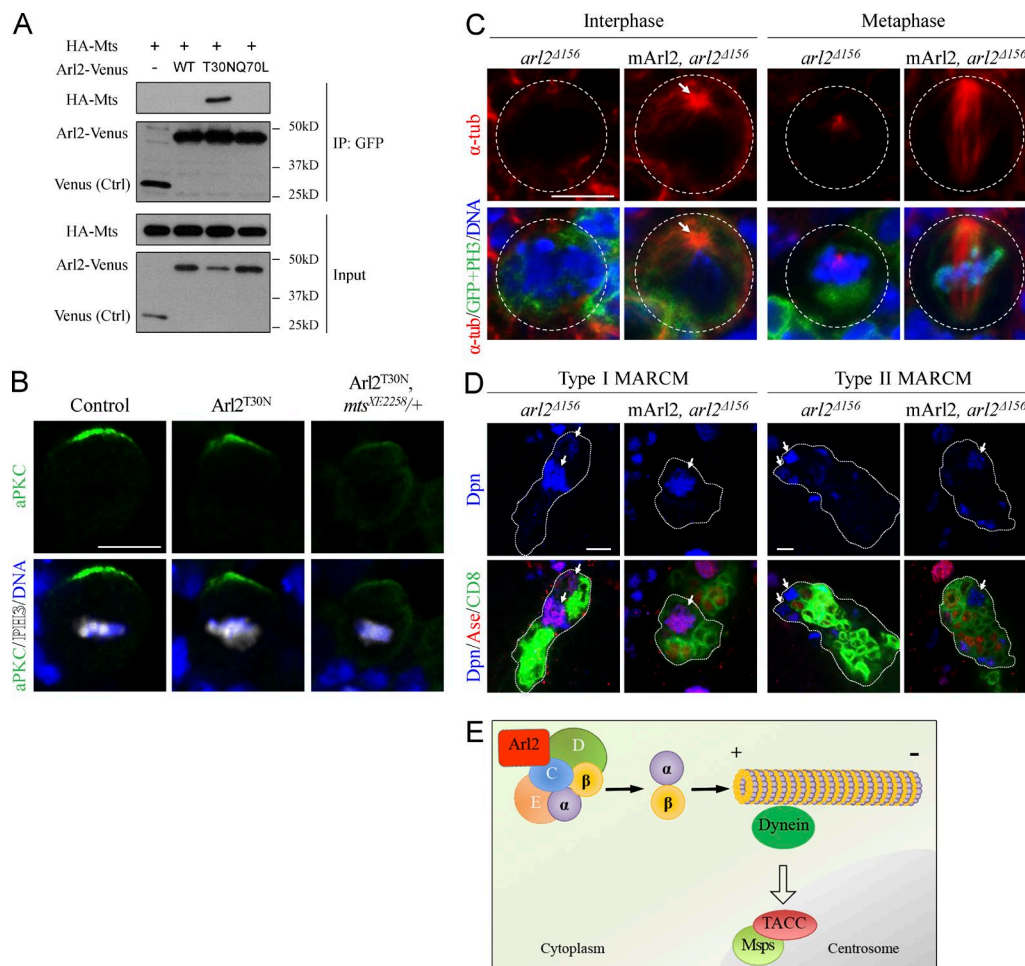 A
HA-Mts + + + +
Arl2-Venus - WT T30N Q70L
HA-Mts
Arl2-Venus
Venus (Ctrl)
50kD
37kD
25kD
IP: GFP
HA-Mts
Arl2-Venus
Venus (Ctrl)
50kD
37kD
25kD
Input
B
Control
Arl2T30N
Arl2T30N,
mtsXE2258/+
aPKC
aPKC/PH3/DNA
C
Interphase
Metaphase
arl2Δ156
mArl2, arl2Δ156
arl2Δ156
mArl2, arl2Δ156
α-tub
α-tub/GFP+PH3/DNA
D
Type I MARCM
Type II MARCM
arl2Δ156
mArl2, arl2Δ156
arl2Δ156
mArl2, arl2Δ156
Dpn
Dpn/Ase/CD8
E
Arl2
D
C
β
E
α
α
β
+ -
Dynein
TACC
Msps
Cytoplasm
Centrosome